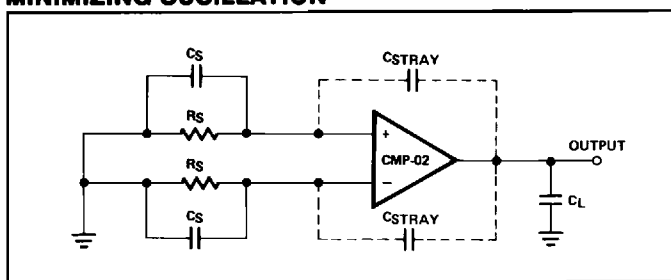 MINIMIZING OSCILLATION
CS
CSTRAY
RS
+
CMP-02
OUTPUT
RS
−
CL
CS
CSTRAY